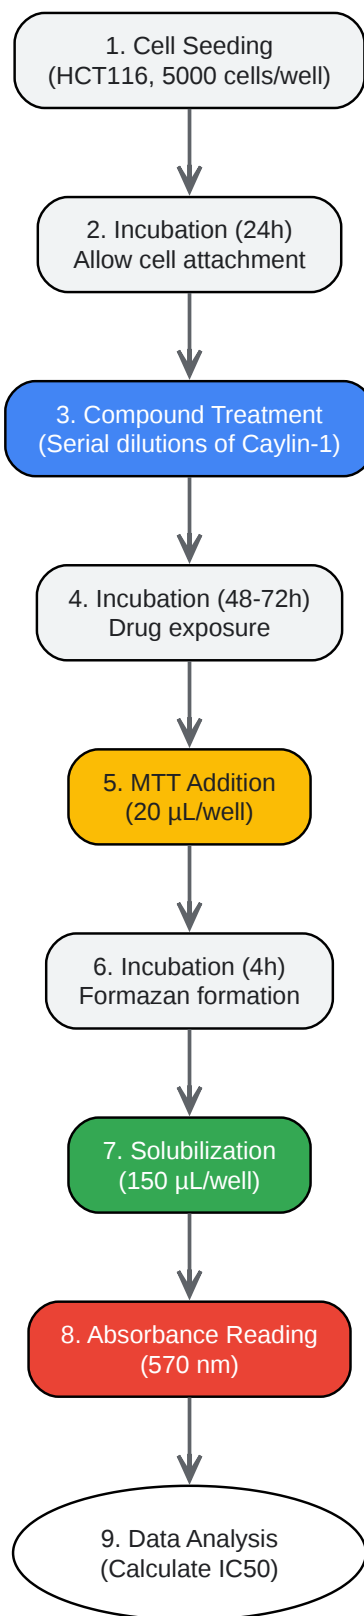 1. Cell Seeding
(HCT116, 5000 cells/well)
2. Incubation (24h)
Allow cell attachment
3. Compound Treatment
(Serial dilutions of Caylin-1)
4. Incubation (48-72h)
Drug exposure
5. MTT Addition
(20 µL/well)
6. Incubation (4h)
Formazan formation
7. Solubilization
(150 µL/well)
8. Absorbance Reading
(570 nm)
9. Data Analysis
(Calculate IC50)